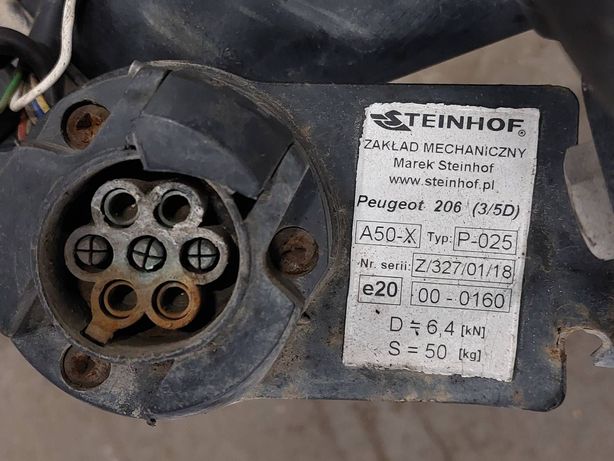 STEINHOF®
ZAKŁAD MECHANICZNY
Marek Steinhof
www.steinhof.pl
Peugeot 206 (3/5D)
A50-X Typ: P-025
Nr. serii: Z/327/01/18
e20 00-0160
D = 6,4 [kN]
S = 50 [kg]